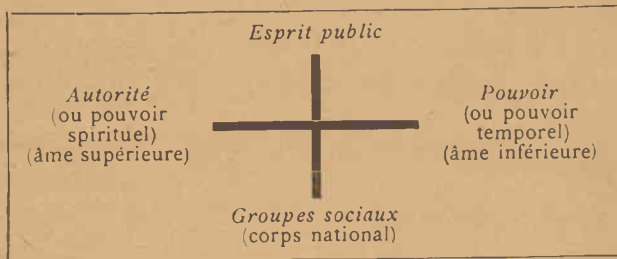 Esprit public
Autorité
(ou pouvoir
spirituel)
(âme supérieure)
Pouvoir
(ou pouvoir
temporel)
(âme inférieure)
Groupes sociaux
(corps national)